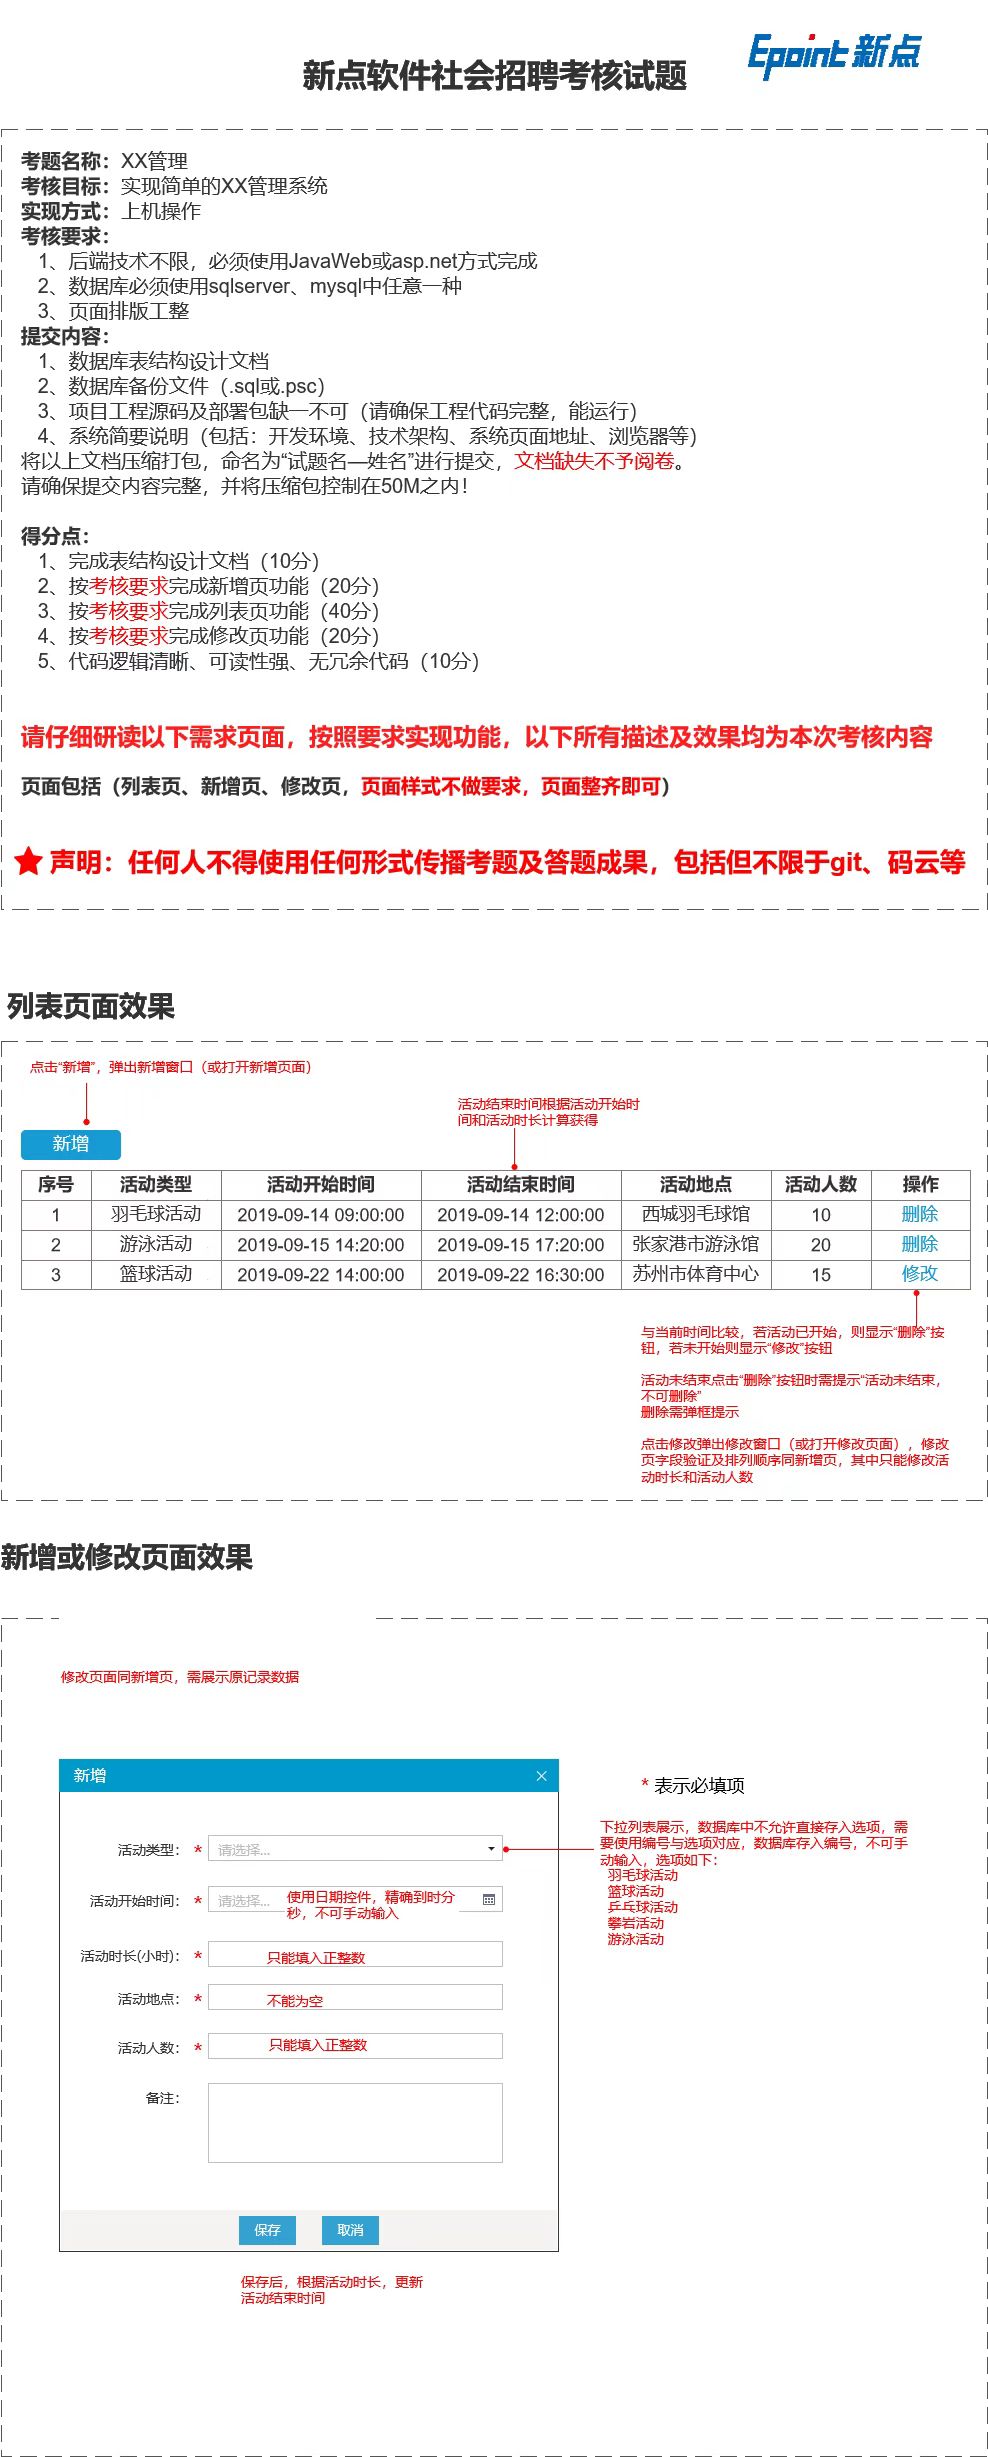 Epoint 新点
新点软件社会招聘考核试题
考题名称：XX管理
考核目标：实现简单的XX管理系统
实现方式：上机操作
考核要求：
1、后端技术不限，必须使用JavaWeb或asp.net方式完成
2、数据库必须使用sqlserver、mysql中任意一种
3、页面排版工整
提交内容：
1、数据库表结构设计文档
2、数据库备份文件（.sql或.psc）
3、项目工程源码及部署包缺一不可（请确保工程代码完整，能运行）
4、系统简要说明（包括：开发环境、技术架构、系统页面地址、浏览器等）
将以上文档压缩打包，命名为“试题名—姓名”进行提交，文档缺失不予阅卷。
请确保提交内容完整，并将压缩包控制在50M之内！
得分点：
1、完成表结构设计文档（10分）
2、按考核要求完成新增页功能（20分）
3、按考核要求完成列表页功能（40分）
4、按考核要求完成修改页功能（20分）
5、代码逻辑清晰、可读性强、无冗余代码（10分）
请仔细研读以下需求页面，按照要求实现功能，以下所有描述及效果均为本次考核内容
页面包括（列表页、新增页、修改页，页面样式不做要求，页面整齐即可）
★ 声明：任何人不得使用任何形式传播考题及答题成果，包括但不限于git、码云等
列表页面效果
点击“新增”，弹出新增窗口（或打开新增页面）
活动结束时间根据活动开始时
间和活动时长计算获得
新增
序号 活动类型 活动开始时间 活动结束时间 活动地点 活动人数 操作
1 羽毛球活动 2019-09-14 09:00:00 2019-09-14 12:00:00 西城羽毛球馆 10 删除
2 游泳活动 2019-09-15 14:20:00 2019-09-15 17:20:00 张家港市游泳馆 20 删除
3 篮球活动 2019-09-22 14:00:00 2019-09-22 16:30:00 苏州市体育中心 15 修改
与当前时间比较，若活动已开始，则显示“删除”按
钮，若未开始则显示“修改”按钮
活动未结束点击“删除”按钮时需提示“活动未结束，
不可删除”
删除需弹框提示
点击修改弹出修改窗口（或打开修改页面），修改
页字段验证及排列顺序同新增页，其中只能修改活
动时长和活动人数
新增或修改页面效果
修改页面同新增页，需展示原记录数据
新增
* 表示必填项
活动类型： * 请选择...
下拉列表展示，数据库中不允许直接存入选项，需
要使用编号与选项对应，数据库存入编号，不可手
动输入，选项如下：
羽毛球活动
篮球活动
乒乓球活动
攀岩活动
游泳活动
活动开始时间： * 请选择... 使用日期控件，精确到时分
秒，不可手动输入
活动时长(小时)： * 只能填入正整数
活动地点： * 不能为空
活动人数： * 只能填入正整数
备注：
保存 取消
保存后，根据活动时长，更新
活动结束时间